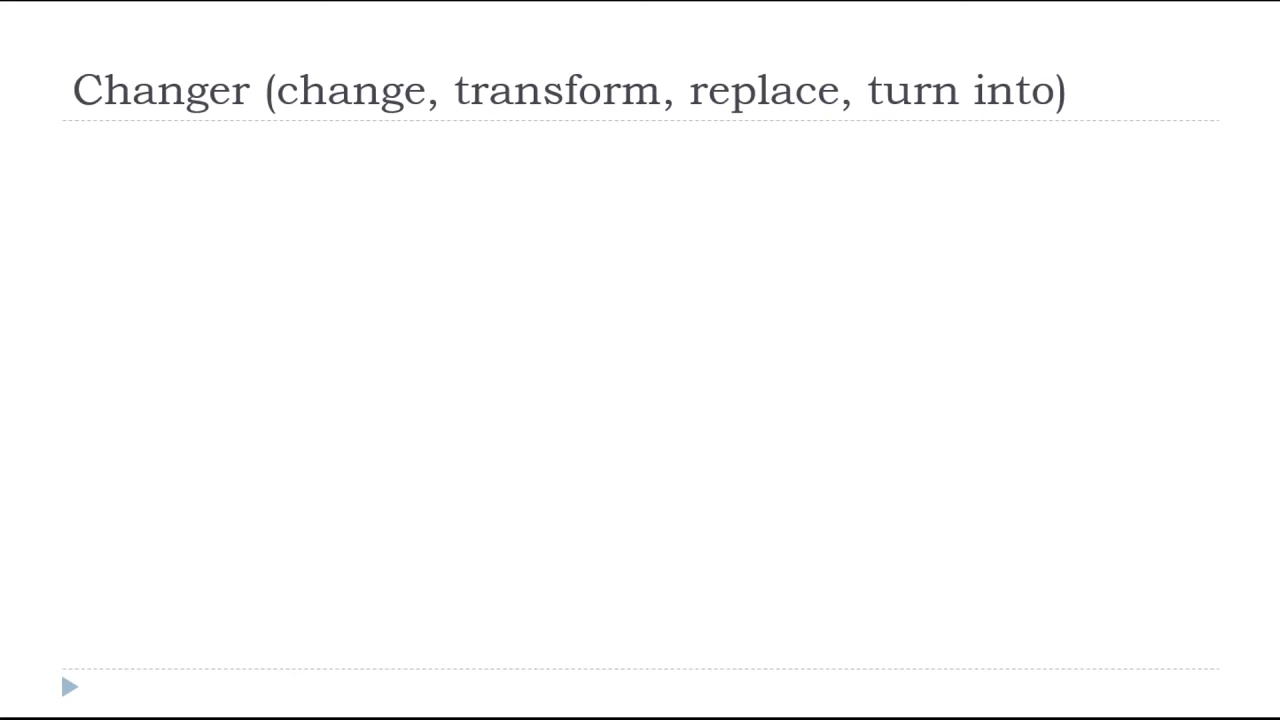 Changer (change, transform, replace, turn into)